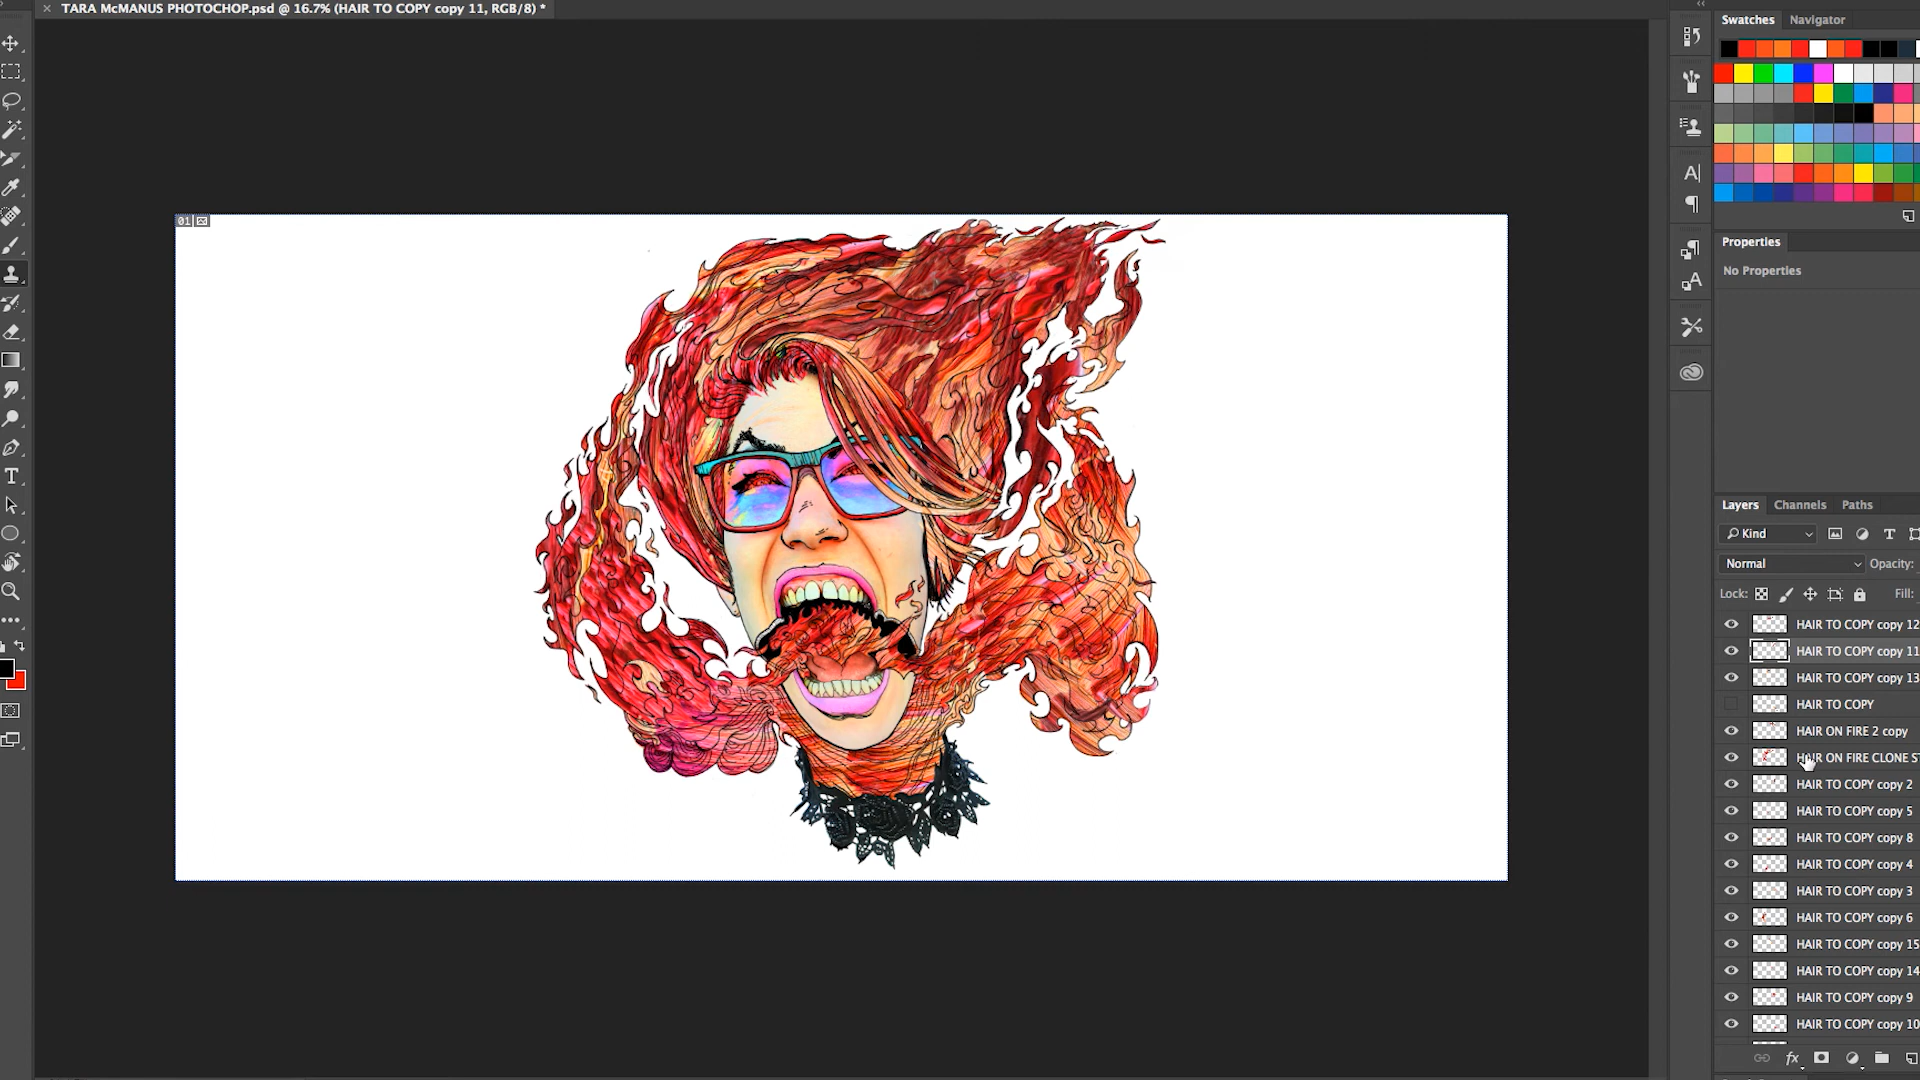 TARA McMANUS PHOTOCHOP.psd @ 16.7% (HAIR TO COPY copy 11, RGB/8) *
Swatches Navigator
01
Properties
No Properties
Layers Channels Paths
Kind
Normal Opacity:
Lock: Fill:
HAIR TO COPY copy 12
HAIR TO COPY copy 11
HAIR TO COPY copy 13
HAIR TO COPY
HAIR ON FIRE 2 copy
HAIR ON FIRE CLONE ST
HAIR TO COPY copy 2
HAIR TO COPY copy 5
HAIR TO COPY copy 8
HAIR TO COPY copy 4
HAIR TO COPY copy 3
HAIR TO COPY copy 6
HAIR TO COPY copy 15
HAIR TO COPY copy 14
HAIR TO COPY copy 9
HAIR TO COPY copy 10
fx